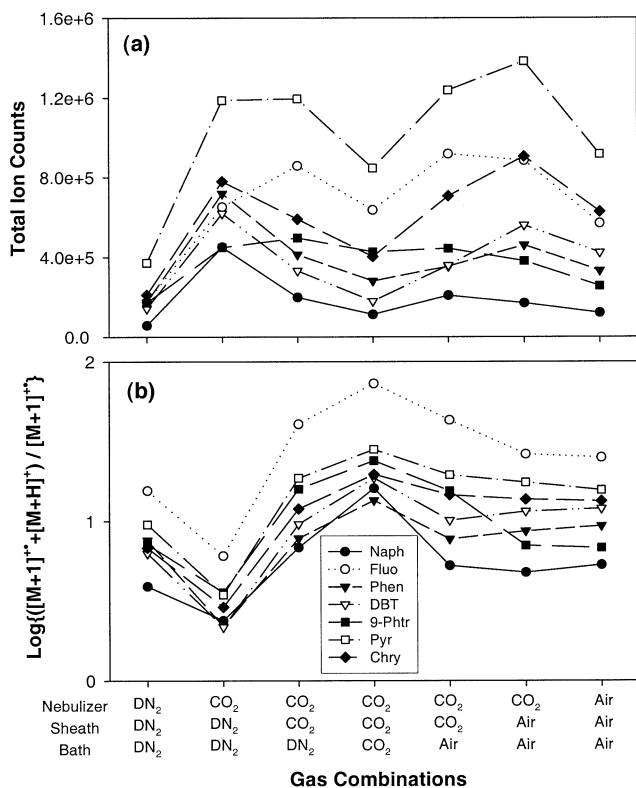 (a)
Total Ion Counts
1.6e+6
1.2e+6
8.0e+5
4.0e+5
0.0
(b)
Log{([M+1]⁺•+[M+H]⁺) / [M+1]⁺•}
2
1
0
Naph
Fluo
Phen
DBT
9-Phtr
Pyr
Chry
Nebulizer DN₂ CO₂ CO₂ CO₂ CO₂ CO₂ Air
Sheath DN₂ DN₂ CO₂ CO₂ CO₂ Air Air
Bath DN₂ DN₂ DN₂ CO₂ Air Air Air
Gas Combinations